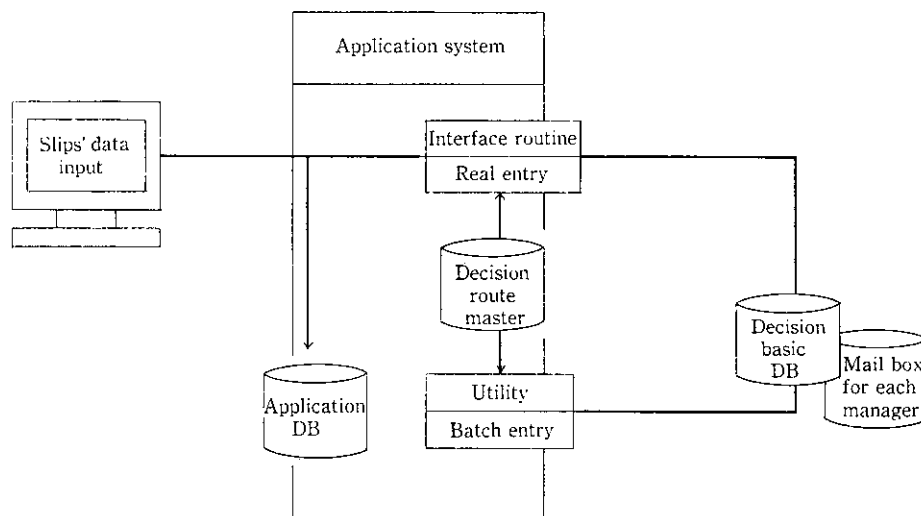 Application system
Slips' data
input
Interface routine
Real entry
Decision
route
master
Application
DB
Utility
Batch entry
Decision
basic
DB
Mail box
for each
manager